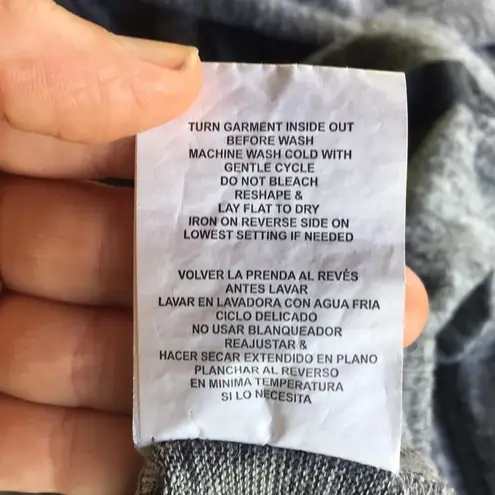 TURN GARMENT INSIDE OUT
BEFORE WASH
MACHINE WASH COLD WITH
GENTLE CYCLE
DO NOT BLEACH
RESHAPE &
LAY FLAT TO DRY
IRON ON REVERSE SIDE ON
LOWEST SETTING IF NEEDED
VOLVER LA PRENDA AL REVÉS
ANTES LAVAR
LAVAR EN LAVADORA CON AGUA FRIA
CICLO DELICADO
NO USAR BLANQUEADOR
REAJUSTAR &
HACER SECAR EXTENDIDO EN PLANO
PLANCHAR AL REVERSO
EN MINIMA TEMPERATURA
SI LO NECESITA